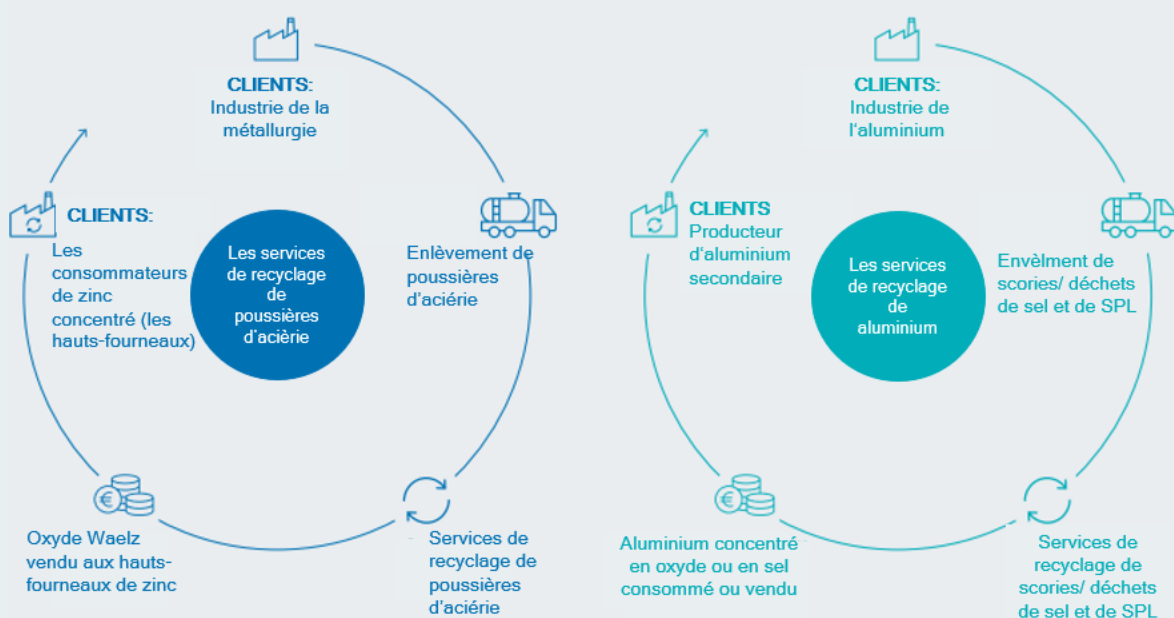 CLIENTS:
Industrie de la
métallurgie
Enlèvement de
poussières
d'aciérie
Services de
recyclage de
poussières
d'aciérie
Oxyde Waelz
vendu aux hauts-
fourneaux de zinc
CLIENTS:
Les
consommateurs
de zinc
concentré (les
hauts-fourneaux)
Les services
de recyclage
de
poussières
d'acièrie
CLIENTS:
Industrie de
l'aluminium
Envèlment de
scories/ déchets
de sel et de SPL
Services de
recyclage de
scories/ déchets
de sel et de SPL
Aluminium concentré
en oxyde ou en sel
consommé ou vendu
CLIENTS
Producteur
d'aluminium
secondaire
Les services
de recyclage
de
aluminium